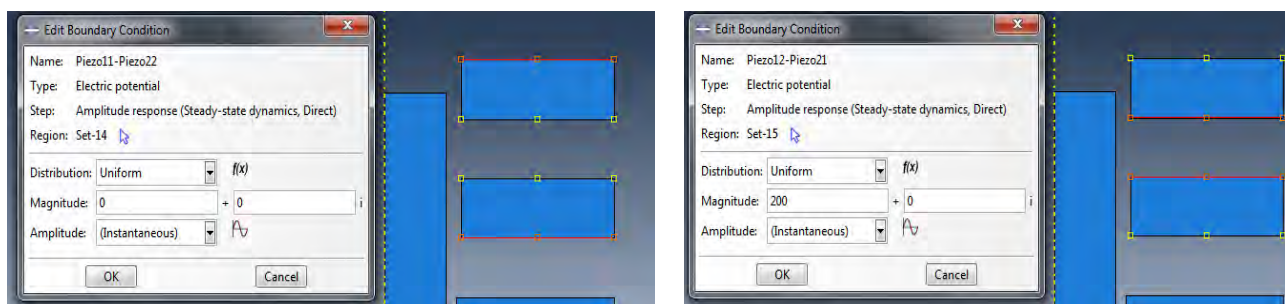 Edit Boundary Condition
Name: Piezo11-Piezo22
Type: Electric potential
Step: Amplitude response (Steady-state dynamics, Direct)
Region: Set-14
Distribution: Uniform f(x)
Magnitude: 0 + 0 i
Amplitude: (Instantaneous)
OK Cancel
Edit Boundary Condition
Name: Piezo12-Piezo21
Type: Electric potential
Step: Amplitude response (Steady-state dynamics, Direct)
Region: Set-15
Distribution: Uniform f(x)
Magnitude: 200 + 0 i
Amplitude: (Instantaneous)
OK Cancel